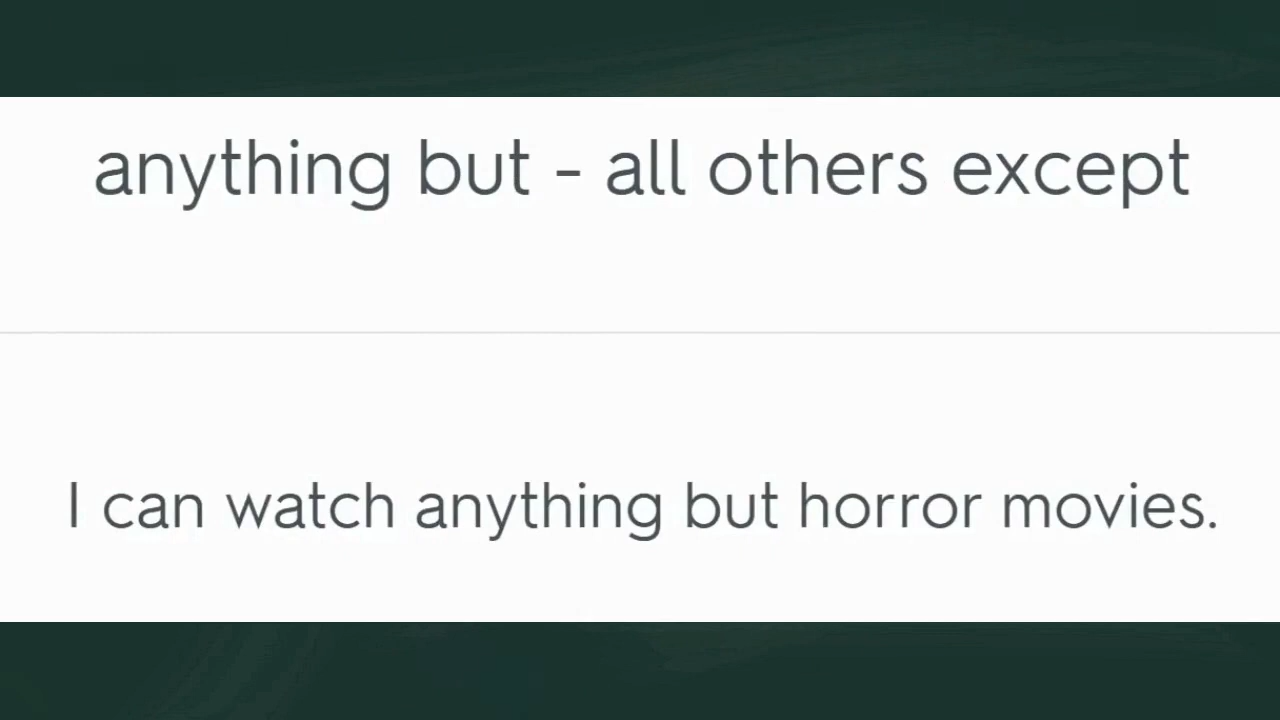 anything but - all others except
I can watch anything but horror movies.